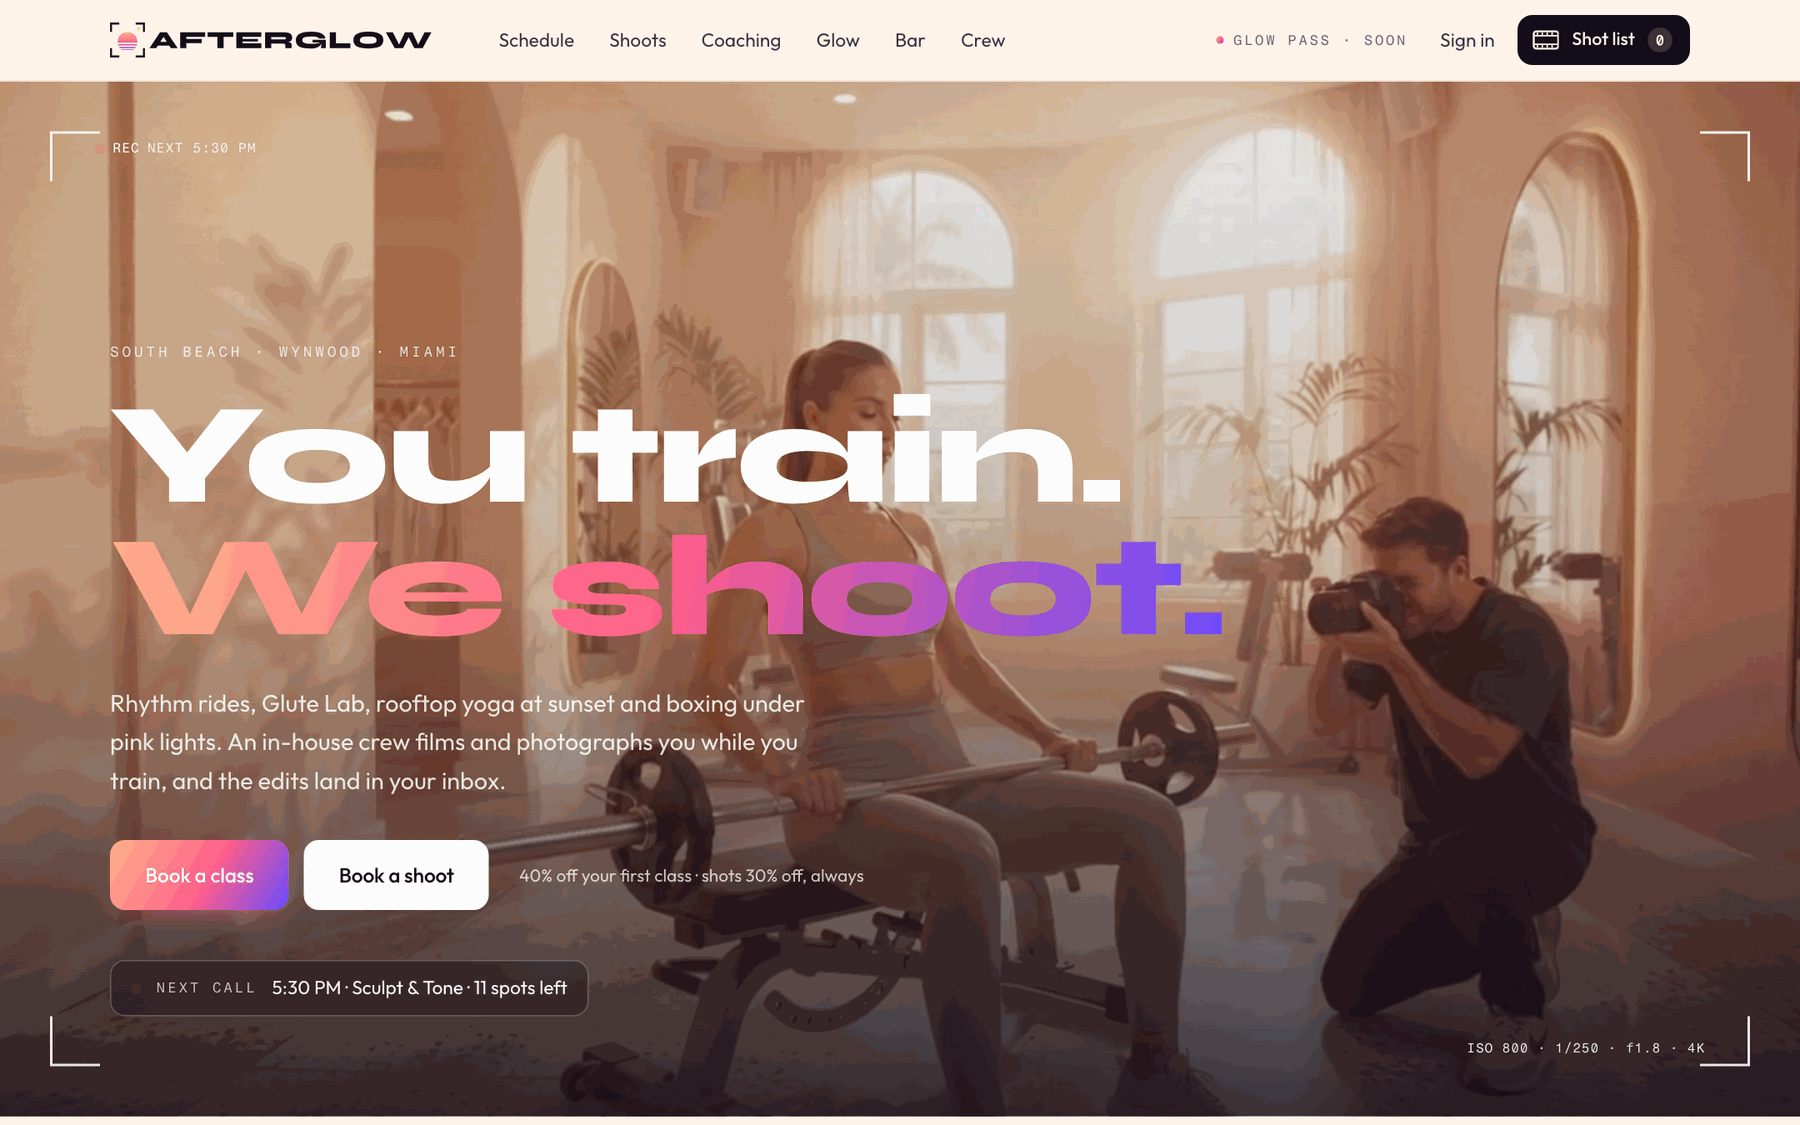 AFTERGLOW
Schedule Shoots Coaching Glow Bar Crew
GLOW PASS · SOON
Sign in
Shot list 0
REC NEXT 5:30 PM
SOUTH BEACH · WYNWOOD · MIAMI
You train.
We shoot.
Rhythm rides, Glute Lab, rooftop yoga at sunset and boxing under
pink lights. An in-house crew films and photographs you while you
train, and the edits land in your inbox.
Book a class
Book a shoot
40% off your first class · shots 30% off, always
NEXT CALL 5:30 PM · Sculpt & Tone · 11 spots left
ISO 800 · 1/250 · f1.8 · 4K